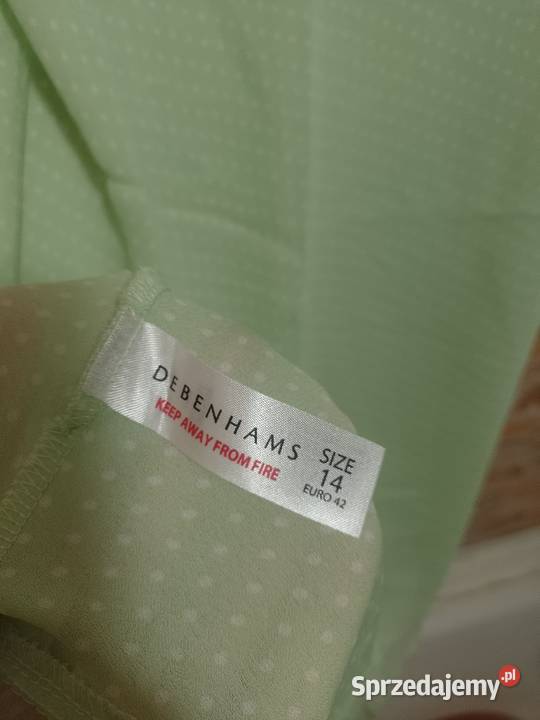 DEBENHAMS
KEEP AWAY FROM FIRE
SIZE
14
EURO 42
Sprzedajemy.pl